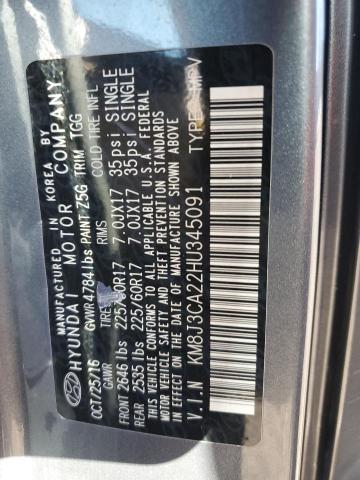 MANUFACTURED IN KOREA BY
HYUNDAI MOTOR COMPANY
OCT/25/16 GVWR 4784 lbs PAINT Z5G TRIM TGG
GAWR TIRE RIMS COLD TIRE INFL
FRONT 2646 lbs 225/60R17 7.0JX17 35psi SINGLE
REAR 2535 lbs 225/60R17 7.0JX17 35psi SINGLE
THIS VEHICLE CONFORMS TO ALL APPLICABLE U.S.A. FEDERAL
MOTOR VEHICLE SAFETY AND THEFT PREVENTION STANDARDS
IN EFFECT ON THE DATE OF MANUFACTURE SHOWN ABOVE
V.I.N : KM8J3CA22HU345091 TYPE : MPV